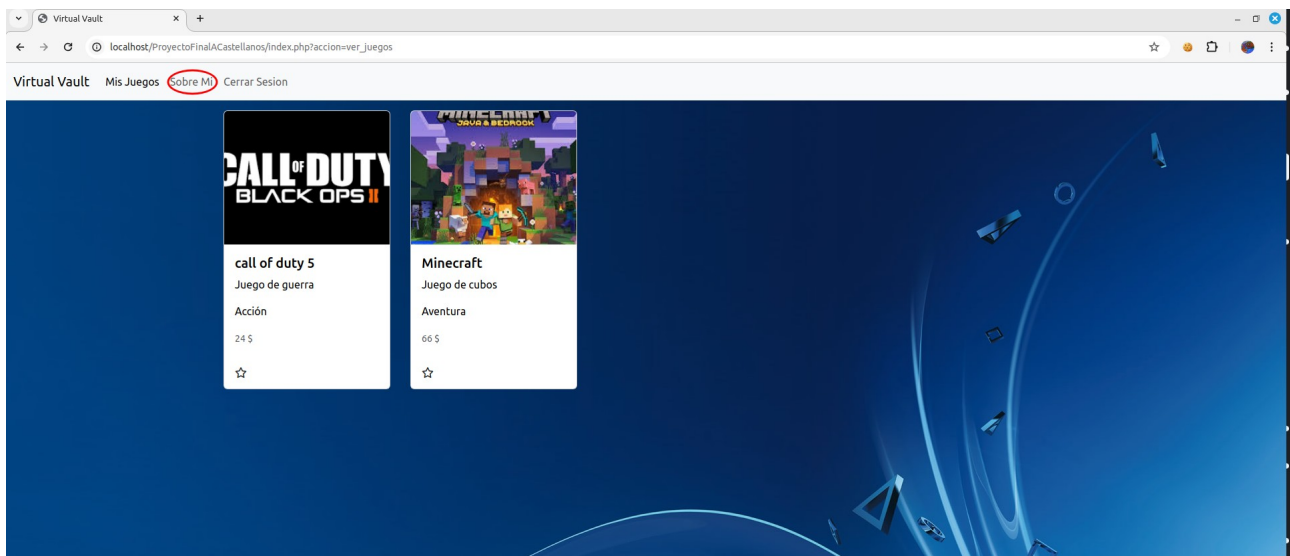 Virtual Vault
localhost/ProyectoFinalACastellanos/index.php?accion=ver_juegos
Virtual Vault Mis Juegos Sobre Mi Cerrar Sesion
CALL OF DUTY
BLACK OPS II
MINECRAFT
JAVA & BEDROCK
call of duty 5
Juego de guerra
Acción
24 $
Minecraft
Juego de cubos
Aventura
66 $